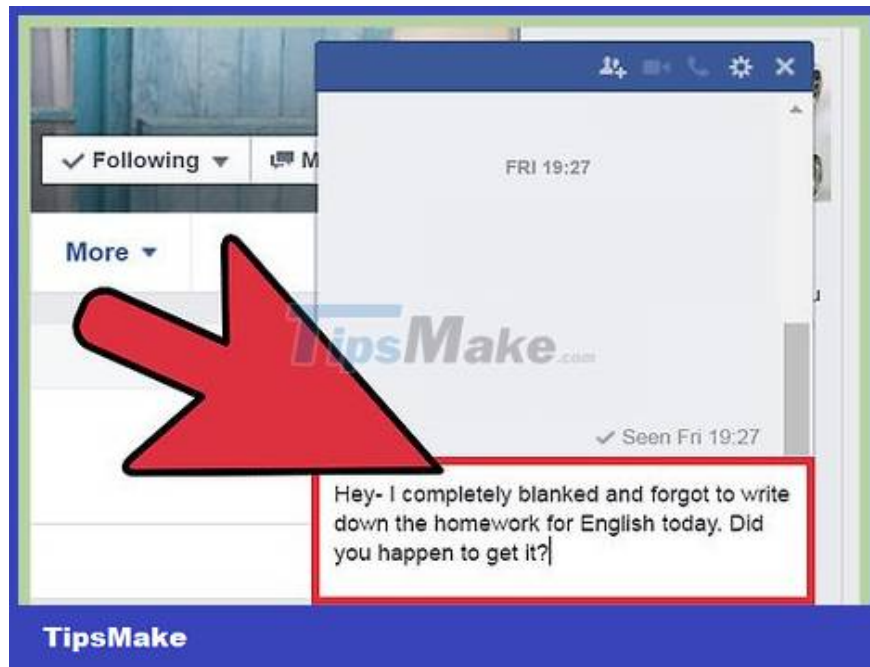 FRI 19:27
Following
M
More
TipsMake.com
Seen Fri 19:27
Hey- I completely blanked and forgot to write
down the homework for English today. Did
you happen to get it?
TipsMake